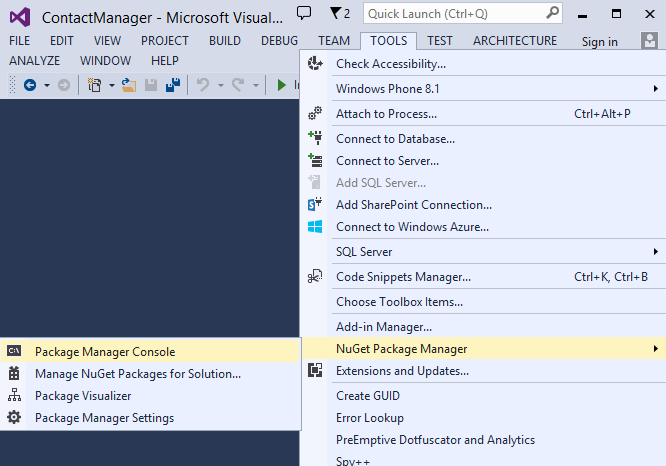 ContactManager - Microsoft Visual...
2
Quick Launch (Ctrl+Q)
FILE EDIT VIEW PROJECT BUILD DEBUG TEAM TOOLS TEST ARCHITECTURE Sign in
ANALYZE WINDOW HELP
Check Accessibility...
Windows Phone 8.1
Attach to Process... Ctrl+Alt+P
Connect to Database...
Connect to Server...
Add SQL Server...
Add SharePoint Connection...
Connect to Windows Azure...
SQL Server
Code Snippets Manager... Ctrl+K, Ctrl+B
Choose Toolbox Items...
Add-in Manager...
NuGet Package Manager
Extensions and Updates...
Create GUID
Error Lookup
PreEmptive Dotfuscator and Analytics
Spy++
C:\
Package Manager Console
Manage NuGet Packages for Solution...
Package Visualizer
Package Manager Settings